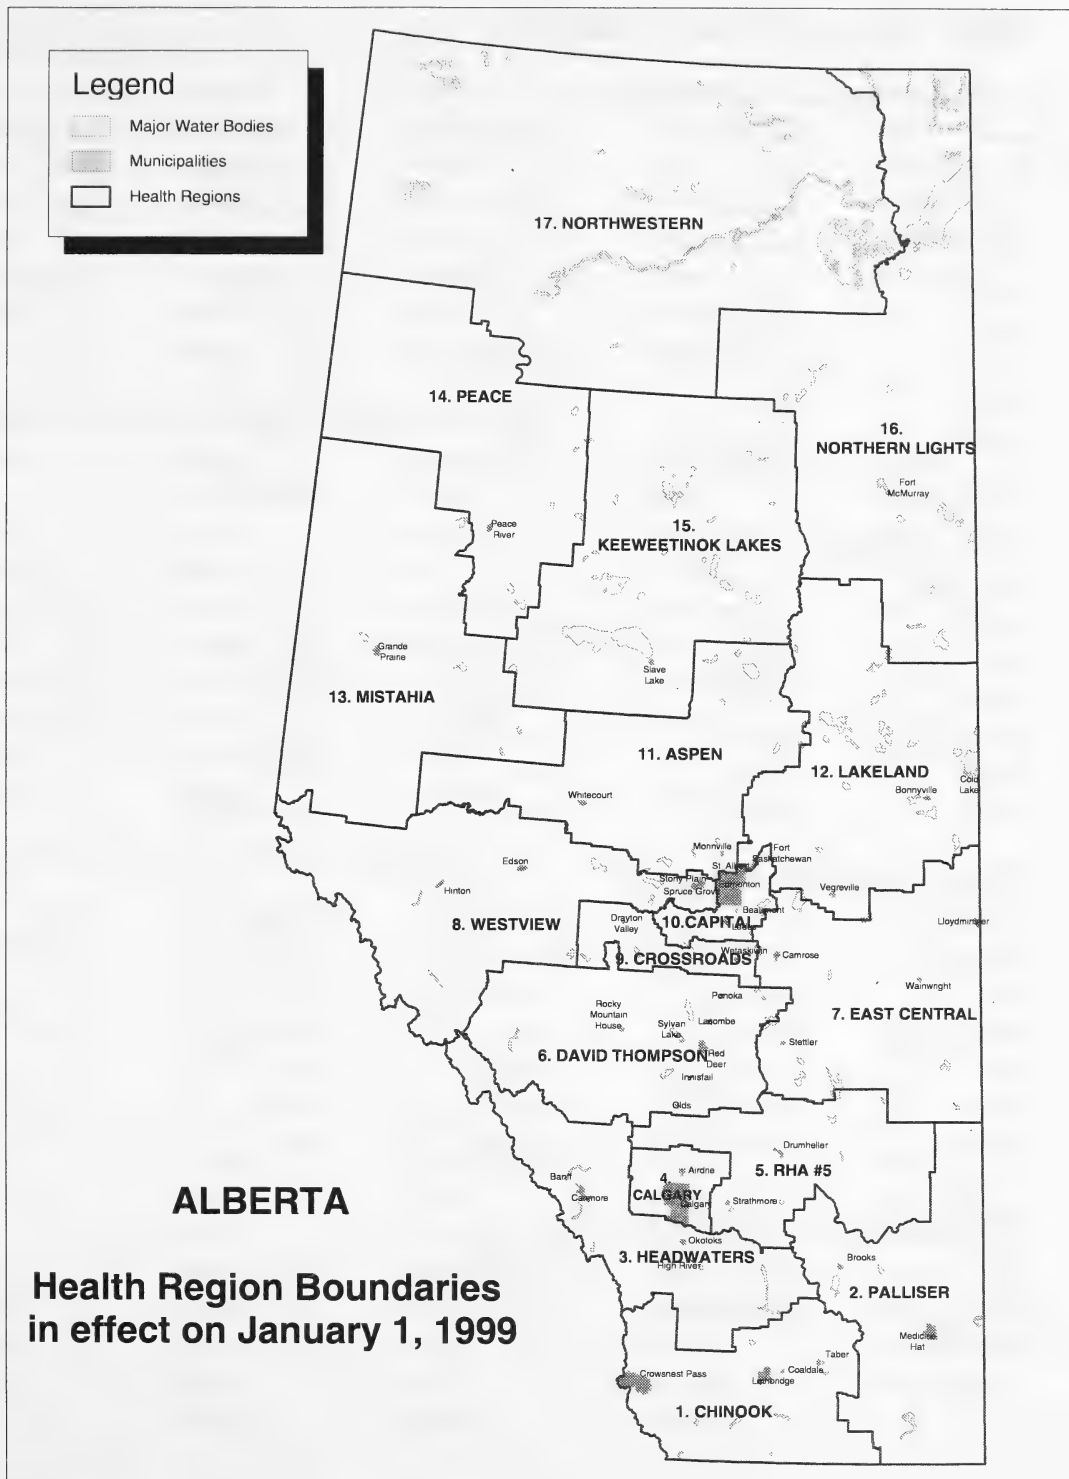 Legend
Major Water Bodies
Municipalities
Health Regions
17. NORTHWESTERN
14. PEACE
16.
NORTHERN LIGHTS
Fort
McMurray
Peace
River
15.
KEEWEETINOK LAKES
Grande
Prairie
Slave
Lake
13. MISTAHIA
11. ASPEN
12. LAKELAND
Cold
Lake
Bonnyville
Whitecourt
Morinville
Fort
Saskatchewan
St. Albert
Edson
Stony Plain
Edmonton
Hinton
Spruce Grove
Vegreville
Beaumont
Drayton
Valley
10.CAPITAL
Leduc
Lloydminster
8. WESTVIEW
Wetaskiwin
Camrose
9. CROSSROADS
Wainwright
Ponoka
Rocky
Mountain
House
7. EAST CENTRAL
Sylvan
Lake
Lacombe
Stettler
6. DAVID THOMPSON
Red
Deer
Innisfail
Olds
Drumheller
Airdrie
5. RHA #5
Banff
4.
CALGARY
Canmore
Calgary
Strathmore
ALBERTA
Okotoks
3. HEADWATERS
High River
Brooks
2. PALLISER
Health Region Boundaries
in effect on January 1, 1999
Medicine
Hat
Taber
Crowsnest Pass
Coaldale
Lethbridge
1. CHINOOK